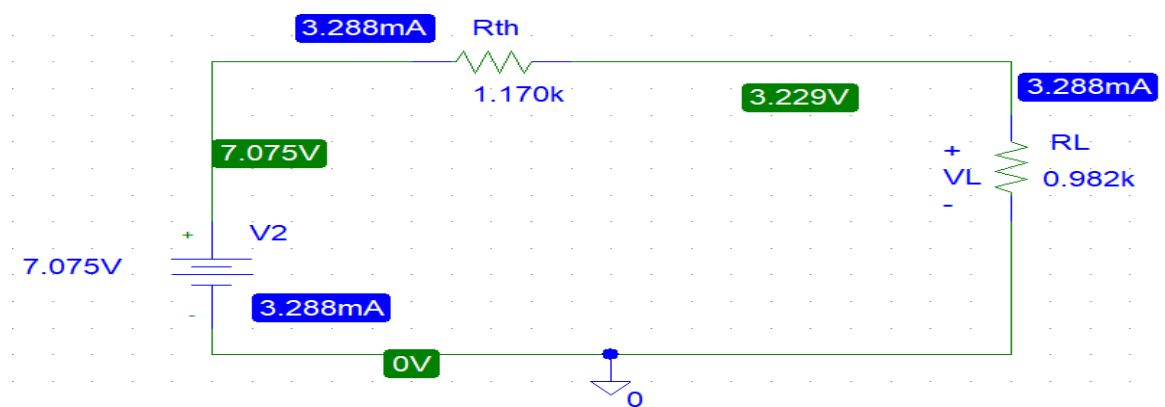 3.288mA
Rth
1.170k
3.229V
3.288mA
7.075V
+
VL
-
RL
0.982k
+
V2
7.075V
-
3.288mA
0V
0